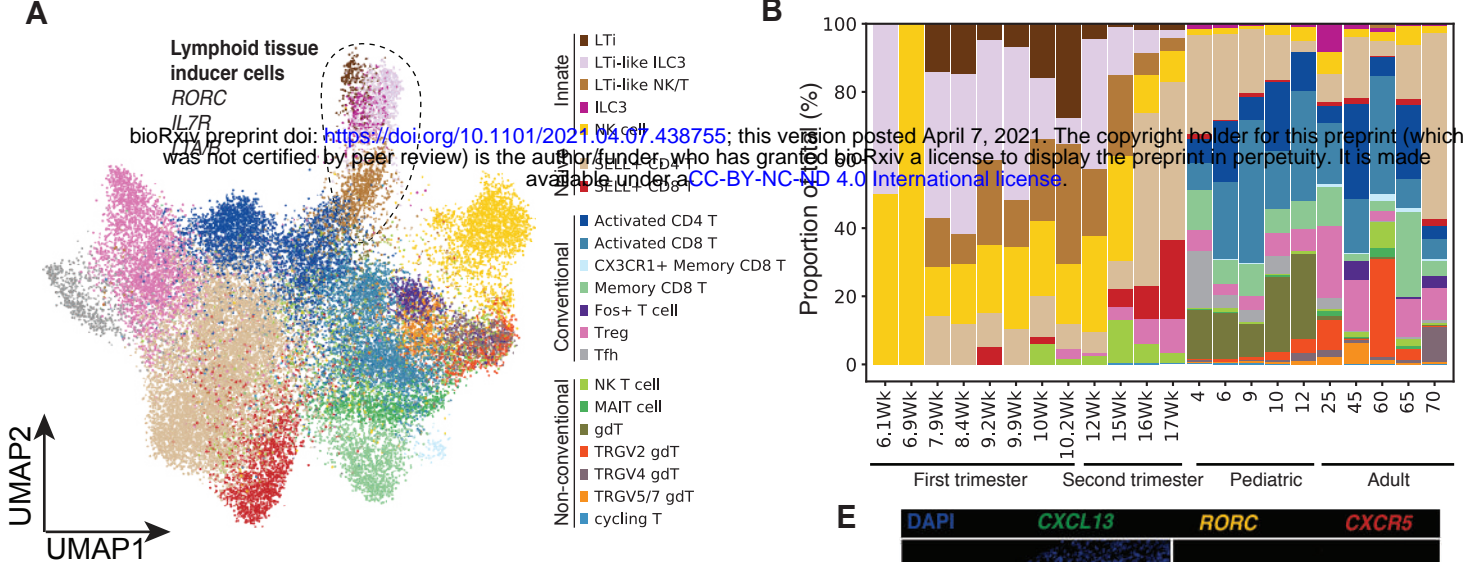 A
B
Lymphoid tissue
inducer cells
RORC
IL7R
LTA/B
Innate
LTi
LTi-like ILC3
LTi-like NK/T
ILC3
NK cell
SELL+ CD4 T
SELL+ CD8 T
bioRxiv preprint doi: https://doi.org/10.1101/2021.04.07.438755; this version posted April 7, 2021. The copyright holder for this preprint (which
was not certified by peer review) is the author/funder, who has granted bioRxiv a license to display the preprint in perpetuity. It is made
available under aCC-BY-NC-ND 4.0 International license.
Conventional
Activated CD4 T
Activated CD8 T
CX3CR1+ Memory CD8 T
Memory CD8 T
Fos+ T cell
Treg
Tfh
Non-conventional
NK T cell
MAIT cell
gdT
TRGV2 gdT
TRGV4 gdT
TRGV5/7 gdT
cycling T
UMAP2
UMAP1
Proportion of total (%)
100
80
60
40
20
0
6.1Wk
6.9Wk
7.9Wk
8.4Wk
9.2Wk
9.9Wk
10Wk
10.2Wk
12Wk
15Wk
16Wk
17Wk
4
6
9
10
12
25
45
60
65
70
First trimester
Second trimester
Pediatric
Adult
E
DAPI CXCL13 RORC CXCR5